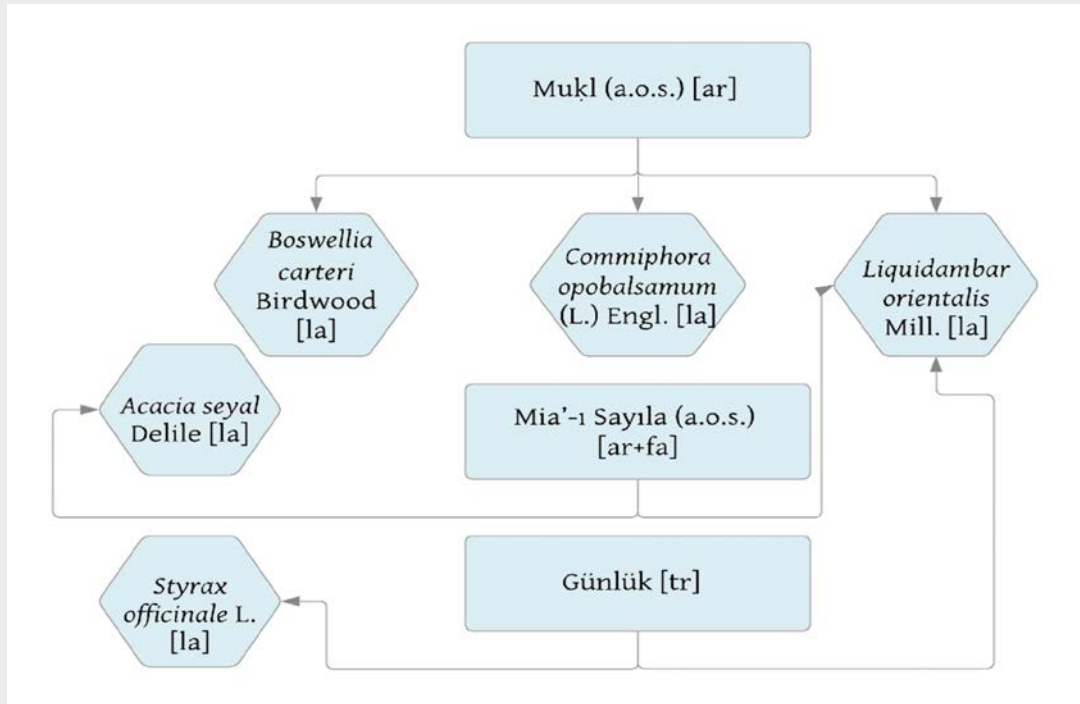 Muḳl (a.o.s.) [ar]
Boswellia
carteri
Birdwood
[la]
Commiphora
opobalsamum
(L.) Engl. [la]
Liquidambar
orientalis
Mill. [la]
Acacia seyal
Delile [la]
Mia’-ı Sayıla (a.o.s.)
[ar+fa]
Styrax
officinale L.
[la]
Günlük [tr]